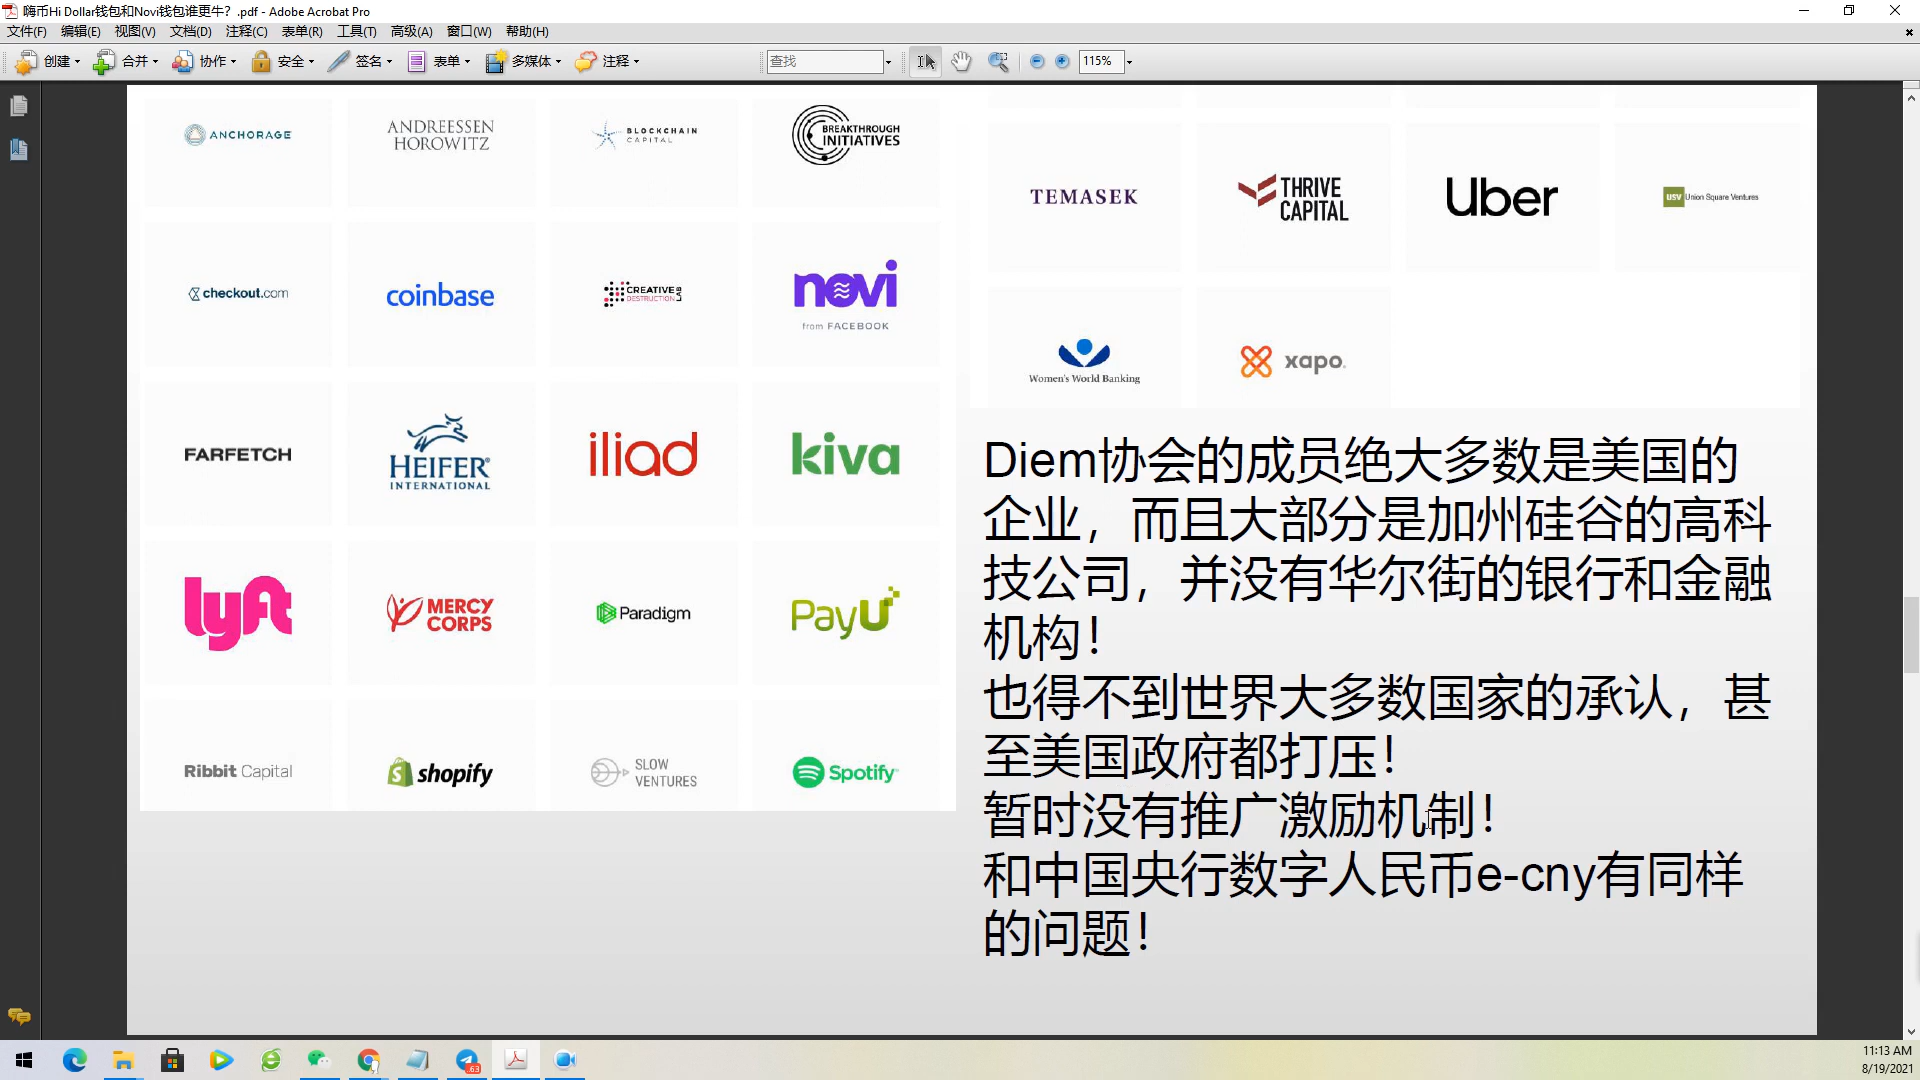 嗨币Hi Dollar钱包和Novi钱包谁更牛？.pdf - Adobe Acrobat Pro
文件(F) 编辑(E) 视图(V) 文档(D) 注释(C) 表单(R) 工具(T) 高级(A) 窗口(W) 帮助(H)
创建 合并 协作 安全 签名 表单 多媒体 注释 查找 115%
ANCHORAGE
ANDREESSEN
HOROWITZ
BLOCKCHAIN
CAPITAL
BREAKTHROUGH
INITIATIVES
checkout.com
coinbase
CREATIVE
DESTRUCTION
LAB
novi
from FACEBOOK
FARFETCH
HEIFER
INTERNATIONAL
iliad
kiva
lyft
MERCY
CORPS
Paradigm
PayU
Ribbit Capital
shopify
SLOW
VENTURES
Spotify
TEMASEK
THRIVE
CAPITAL
Uber
USV Union Square Ventures
Women's World Banking
xapo
Diem协会的成员绝大多数是美国的
企业，而且大部分是加州硅谷的高科
技公司，并没有华尔街的银行和金融
机构！
也得不到世界大多数国家的承认，甚
至美国政府都打压！
暂时没有推广激励机制！
和中国央行数字人民币e-cny有同样
的问题！
63
11:13 AM
8/19/2021